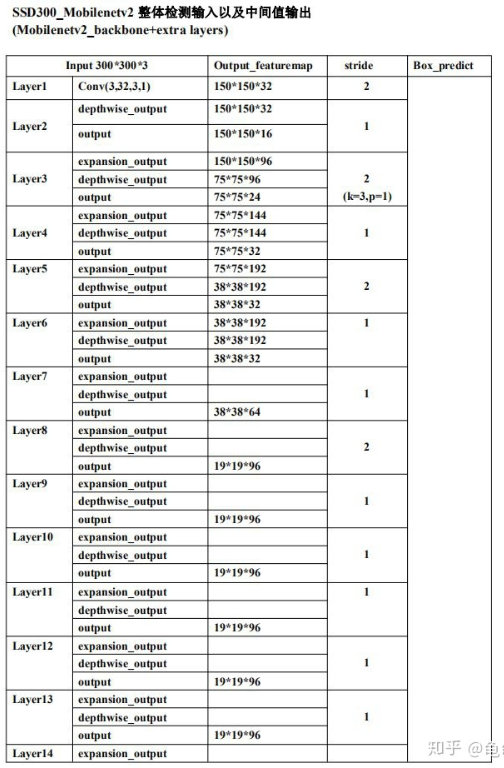 SSD300_Mobilenetv2 整体检测输入以及中间值输出
(Mobilenetv2_backbone+extra layers)
Input 300*300*3 Output_featuremap stride Box_predict
Layer1 Conv(3,32,3,1) 150*150*32 2
Layer2 depthwise_output 150*150*32 1
output 150*150*16
Layer3 expansion_output 150*150*96 2
depthwise_output 75*75*96 (k=3,p=1)
output 75*75*24
Layer4 expansion_output 75*75*144 1
depthwise_output 75*75*144
output 75*75*32
Layer5 expansion_output 75*75*192 2
depthwise_output 38*38*192
output 38*38*32
Layer6 expansion_output 38*38*192 1
depthwise_output 38*38*192
output 38*38*32
Layer7 expansion_output 1
depthwise_output
output 38*38*64
Layer8 expansion_output 2
depthwise_output
output 19*19*96
Layer9 expansion_output 1
depthwise_output
output 19*19*96
Layer10 expansion_output 1
depthwise_output
output 19*19*96
Layer11 expansion_output 1
depthwise_output
output 19*19*96
Layer12 expansion_output 1
depthwise_output
output 19*19*96
Layer13 expansion_output 1
depthwise_output
output 19*19*96
Layer14 expansion_output
知乎